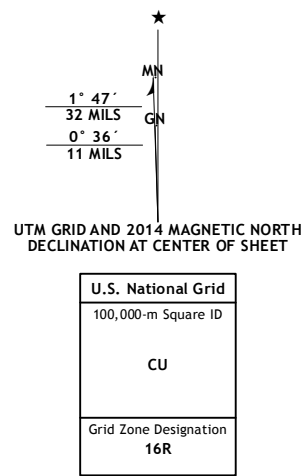 ★
MN
1° 47´
32 MILS
GN
0° 36´
11 MILS
UTM GRID AND 2014 MAGNETIC NORTH
DECLINATION AT CENTER OF SHEET
U.S. National Grid
100,000-m Square ID
CU
Grid Zone Designation
16R